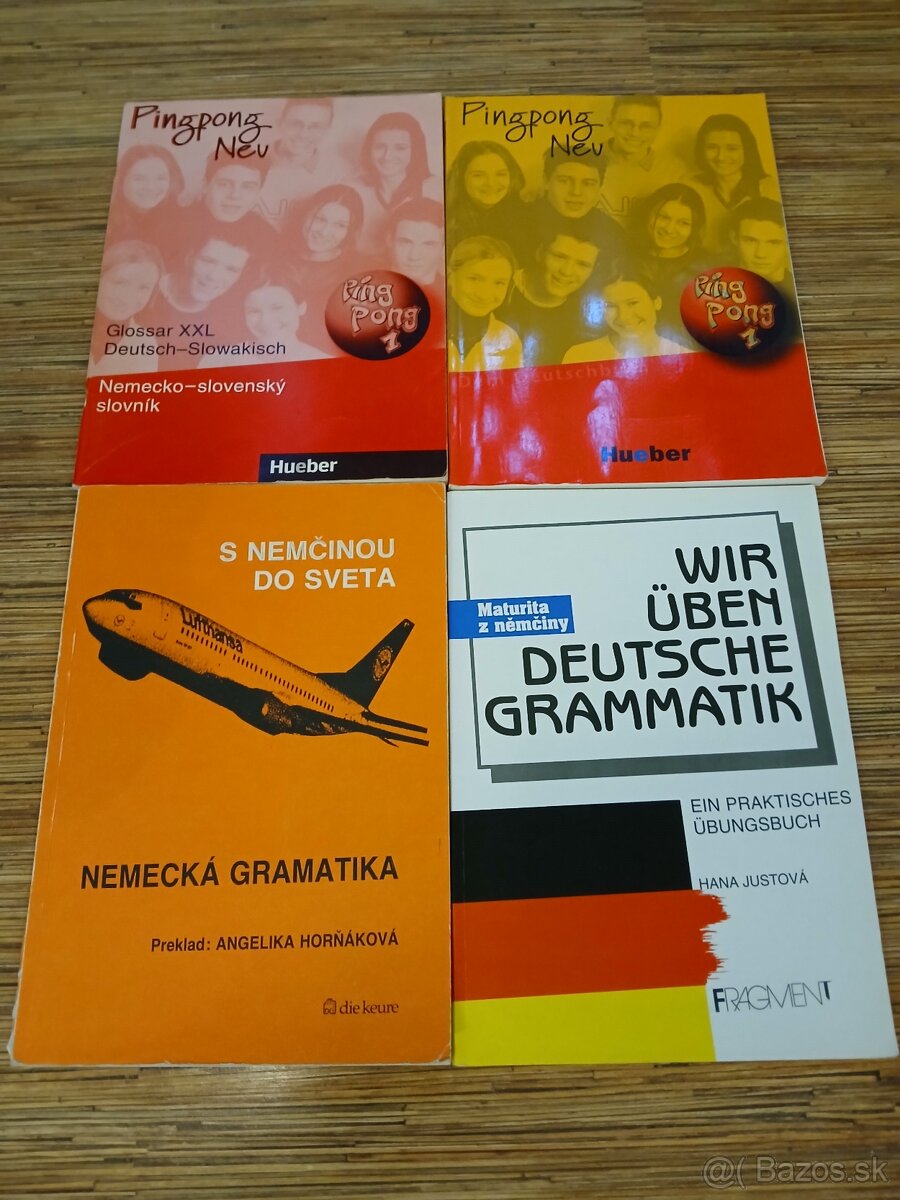 Pingpong
Neu
Ping
Pong
1
Glossar XXL
Deutsch–Slowakisch
Nemecko–slovenský
slovník
Hueber
Pingpong
Neu
Ping
Pong
1
Dein Deutschbuch
Hueber
S NEMČINOU
DO SVETA
Lufthansa
NEMECKÁ GRAMATIKA
Preklad: ANGELIKA HORŇÁKOVÁ
die keure
WIR
ÜBEN
DEUTSCHE
GRAMMATIK
Maturita
z němčiny
EIN PRAKTISCHES
ÜBUNGSBUCH
HANA JUSTOVÁ
FRAGMENT
@( Bazos.sk